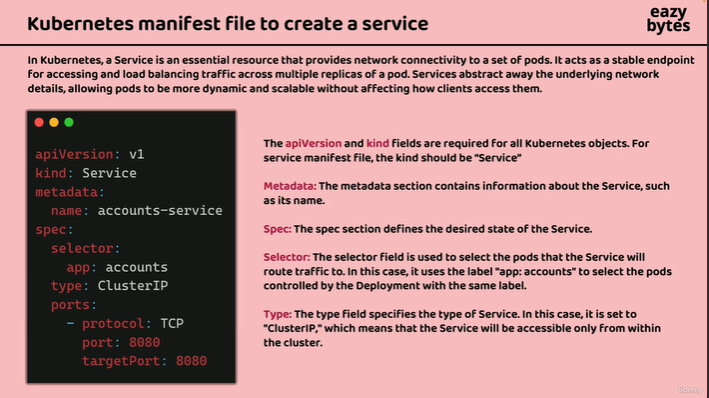 Kubernetes manifest file to create a service
eazy
bytes
In Kubernetes, a Service is an essential resource that provides network connectivity to a set of pods. It acts as a stable endpoint
for accessing and load balancing traffic across multiple replicas of a pod. Services abstract away the underlying network
details, allowing pods to be more dynamic and scalable without affecting how clients access them.
apiVersion: v1
kind: Service
metadata:
  name: accounts-service
spec:
  selector:
    app: accounts
  type: ClusterIP
  ports:
    - protocol: TCP
      port: 8080
      targetPort: 8080
The apiVersion and kind fields are required for all Kubernetes objects. For
service manifest file, the kind should be "Service"
Metadata: The metadata section contains information about the Service, such
as its name.
Spec: The spec section defines the desired state of the Service.
Selector: The selector field is used to select the pods that the Service will
route traffic to. In this case, it uses the label "app: accounts" to select the pods
controlled by the Deployment with the same label.
Type: The type field specifies the type of Service. In this case, it is set to
"ClusterIP," which means that the Service will be accessible only from within
the cluster.
Udemy